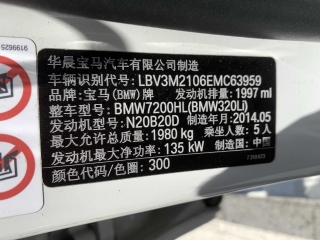 华晨宝马汽车有限公司制造
车辆识别代号:LBV3M2106EMC63959
品牌:宝马(BMW)牌 发动机排量:1997 ml
整车型号:BMW7200HL(BMW320Li)
发动机型号:N20B20D 制造年月:2014.05
最大允许总质量:1980 kg 乘坐人数:5人
发动机最大净功率:135 kW 制造国:中国
颜色代码/色圈:300